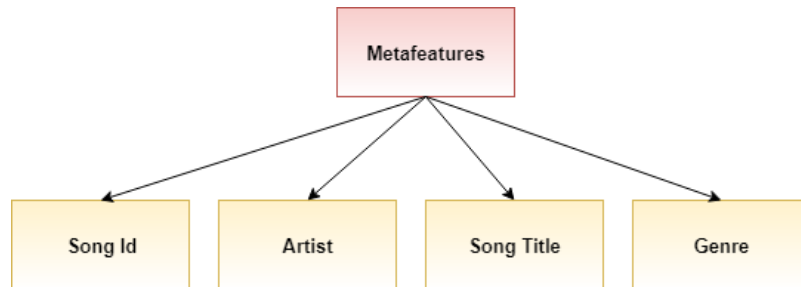 Metafeatures
Song Id
Artist
Song Title
Genre